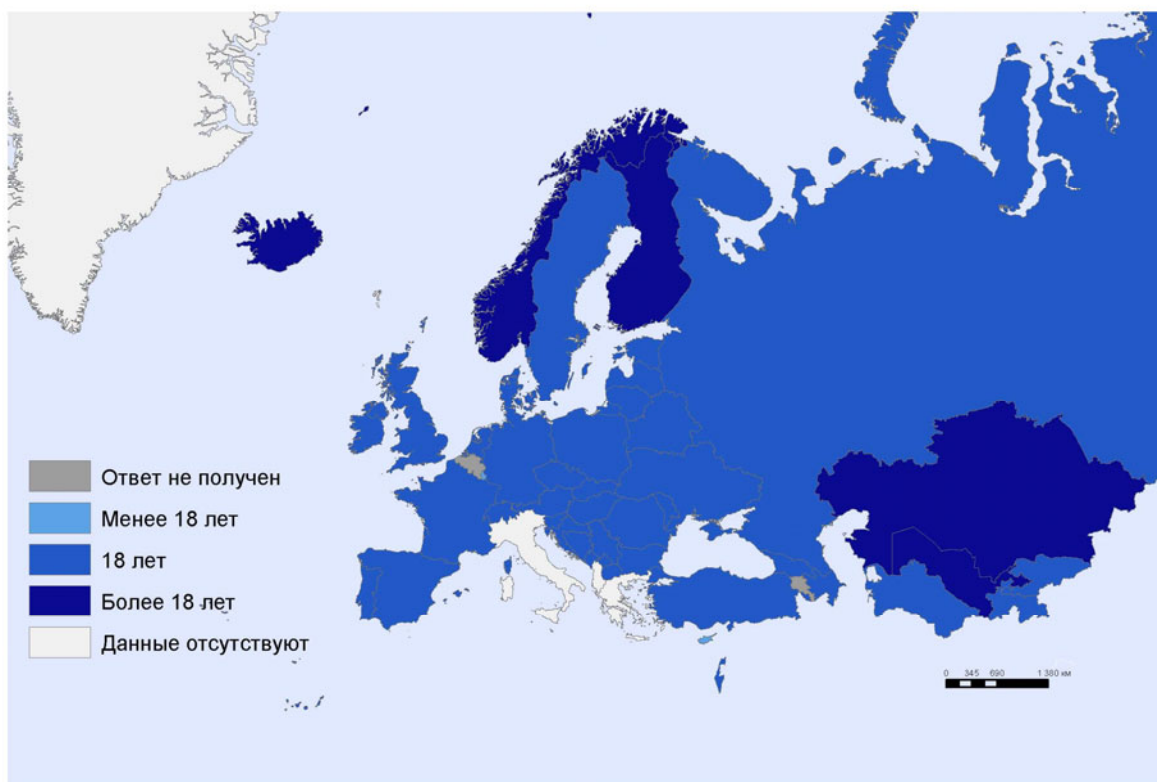 Ответ не получен
Менее 18 лет
18 лет
Более 18 лет
Данные отсутствуют
0 345 690 1 380 км